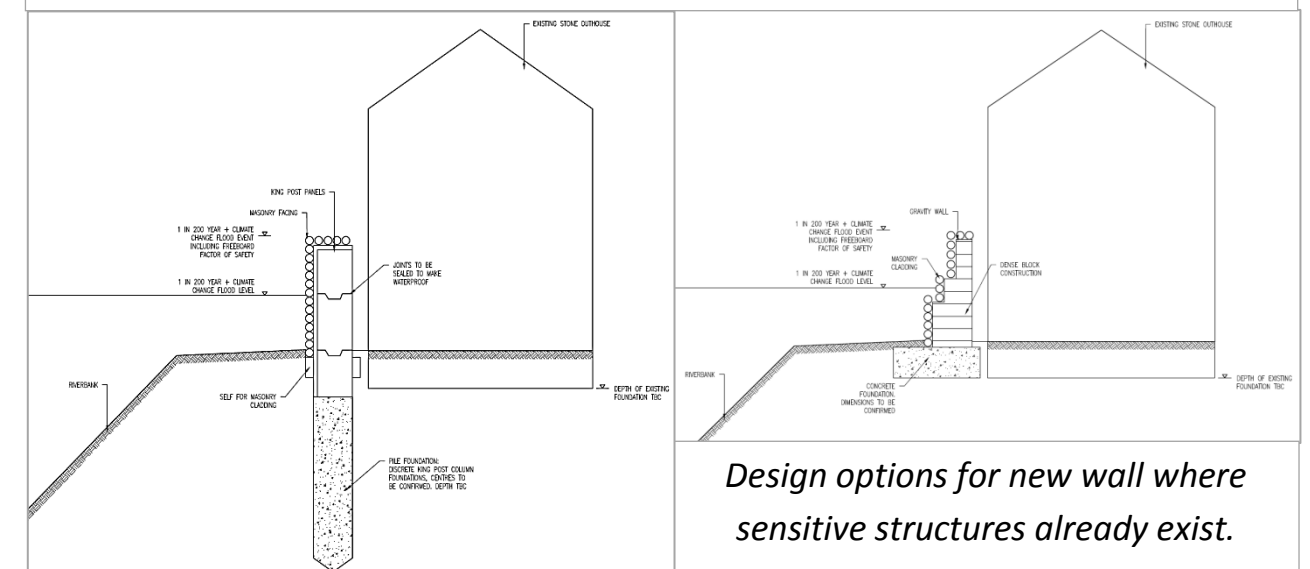 EXISTING STONE OUTHOUSE
KING POST PANELS
MASONRY FACING
1 IN 200 YEAR + CLIMATE
CHANGE FLOOD EVENT
INCLUDING FREEBOARD
FACTOR OF SAFETY
JOINTS TO BE
SEALED TO MAKE
WATERPROOF
1 IN 200 YEAR + CLIMATE
CHANGE FLOOD LEVEL
RIVERBANK
SELF FOR MASONRY
CLADDING
DEPTH OF EXISTING
FOUNDATION TBC
PILE FOUNDATION:
DISCRETE KING POST COLUMN
FOUNDATIONS, CENTRES TO
BE CONFIRMED. DEPTH TBC
EXISTING STONE OUTHOUSE
GRAVITY WALL
1 IN 200 YEAR + CLIMATE
CHANGE FLOOD EVENT
INCLUDING FREEBOARD
FACTOR OF SAFETY
MASONRY
CLADDING
DENSE BLOCK
CONSTRUCTION
1 IN 200 YEAR + CLIMATE
CHANGE FLOOD LEVEL
RIVERBANK
CONCRETE
FOUNDATION.
DIMENSIONS TO BE
CONFIRMED
DEPTH OF EXISTING
FOUNDATION TBC
Design options for new wall where
sensitive structures already exist.